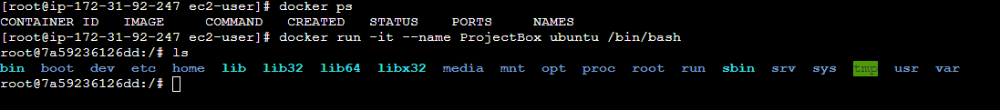 [root@ip-172-31-92-247 ec2-user]# docker ps
CONTAINER ID   IMAGE     COMMAND   CREATED   STATUS    PORTS     NAMES
[root@ip-172-31-92-247 ec2-user]# docker run -it --name ProjectBox ubuntu /bin/bash
root@7a59236126dd:/# ls
bin  boot  dev  etc  home  lib  lib32  lib64  libx32  media  mnt  opt  proc  root  run  sbin  srv  sys  tmp  usr  var
root@7a59236126dd:/#